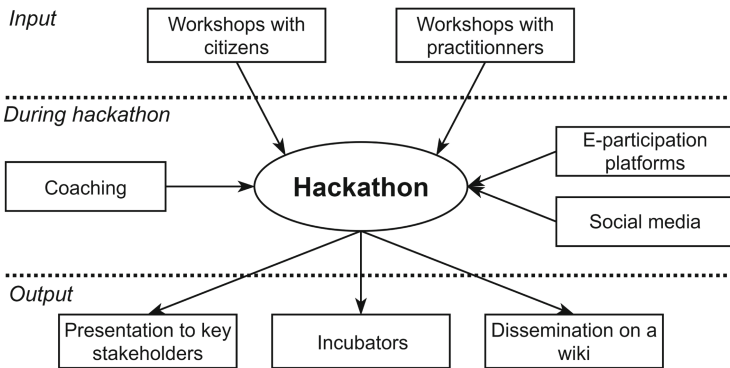 Input
Workshops with
citizens
Workshops with
practitionners
During hackathon
E-participation
platforms
Coaching
Hackathon
Social media
Output
Presentation to key
stakeholders
Incubators
Dissemination on a
wiki